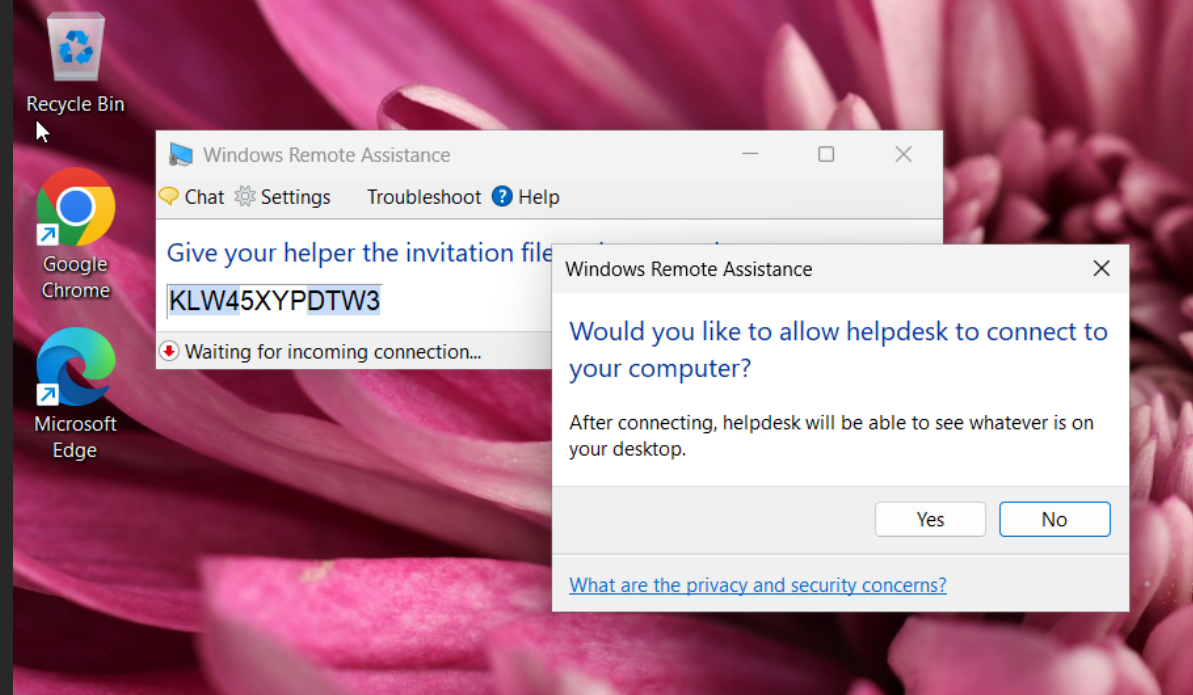 Recycle Bin
Google
Chrome
Microsoft
Edge
Windows Remote Assistance
Chat Settings Troubleshoot ? Help
Give your helper the invitation file
KLW45XYPDTW3
Waiting for incoming connection...
Windows Remote Assistance
Would you like to allow helpdesk to connect to
your computer?
After connecting, helpdesk will be able to see whatever is on
your desktop.
Yes No
What are the privacy and security concerns?